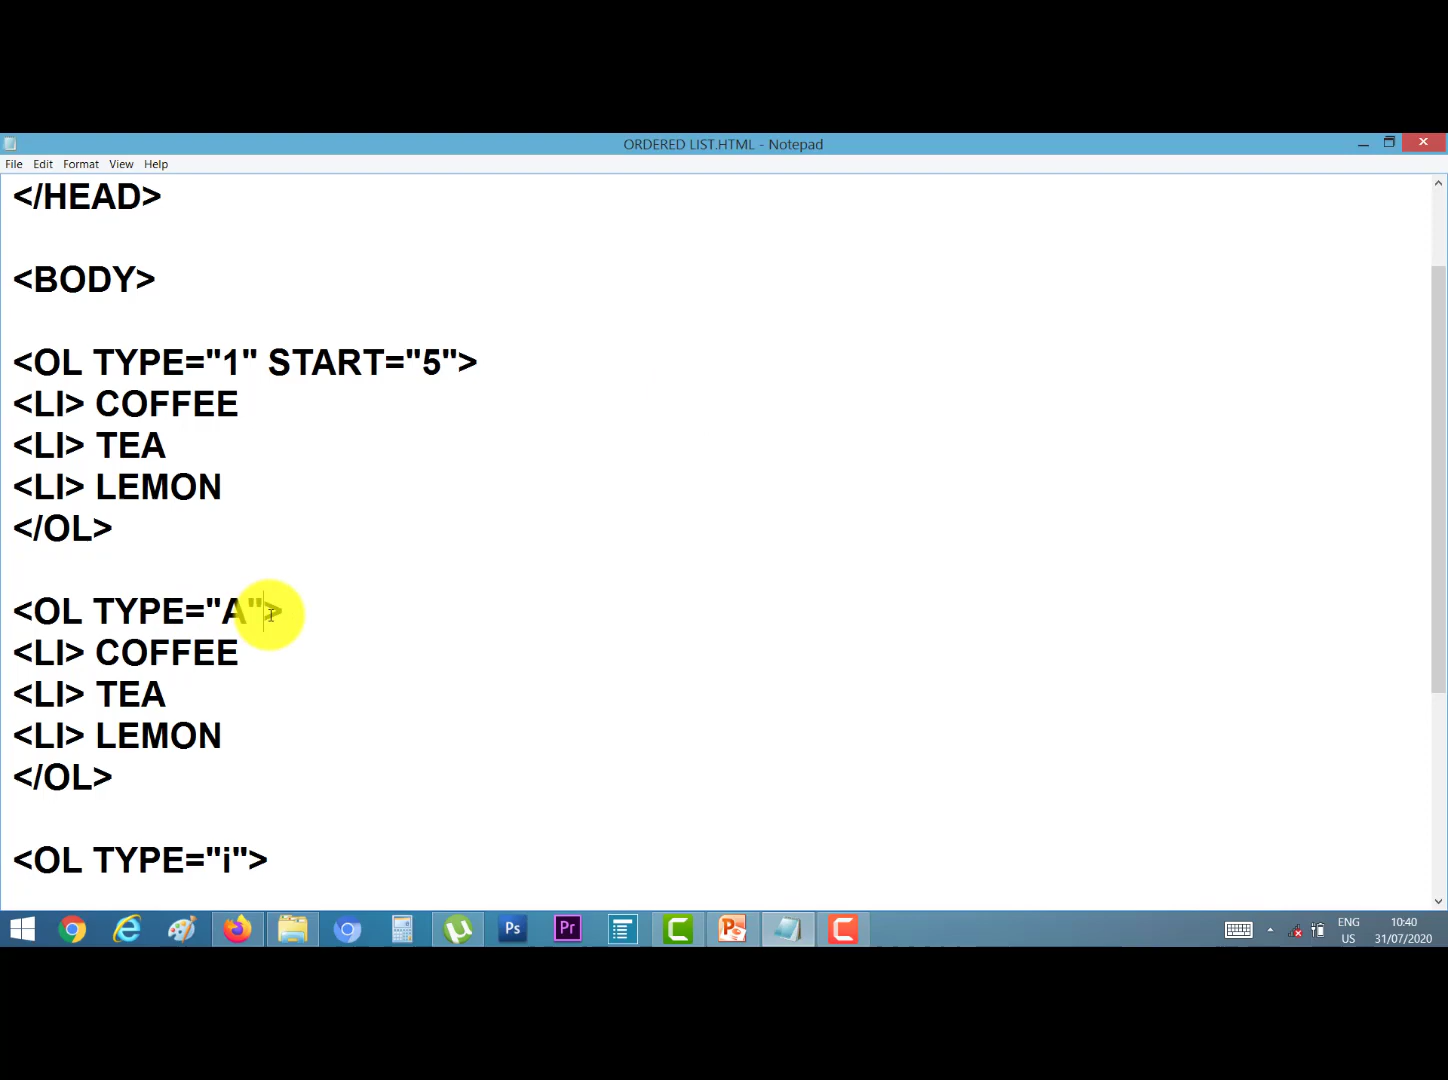 ORDERED LIST.HTML - Notepad
File Edit Format View Help
</HEAD>
<BODY>
<OL TYPE="1" START="5">
<LI> COFFEE
<LI> TEA
<LI> LEMON
</OL>
<OL TYPE="A">
<LI> COFFEE
<LI> TEA
<LI> LEMON
</OL>
<OL TYPE="i">
Ps
Pr
P
ENG
US
10:40
31/07/2020